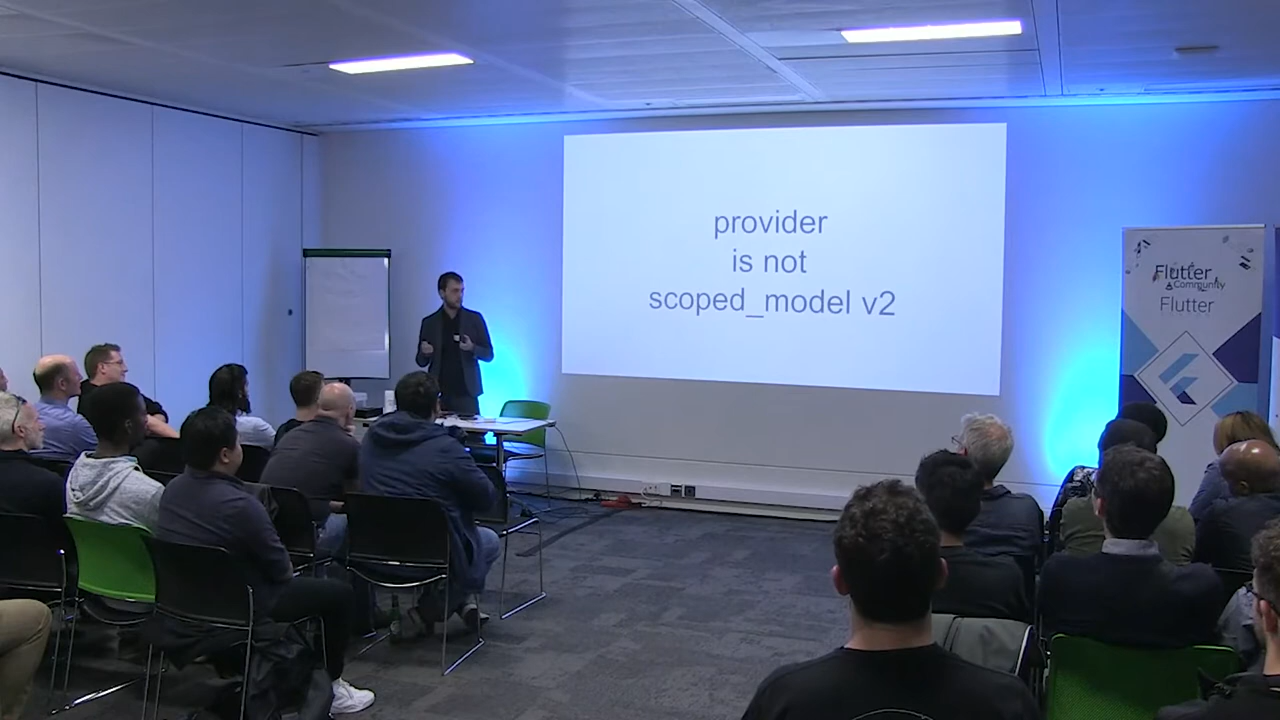 provider
is not
scoped_model v2
Flutter
Community
Flutter